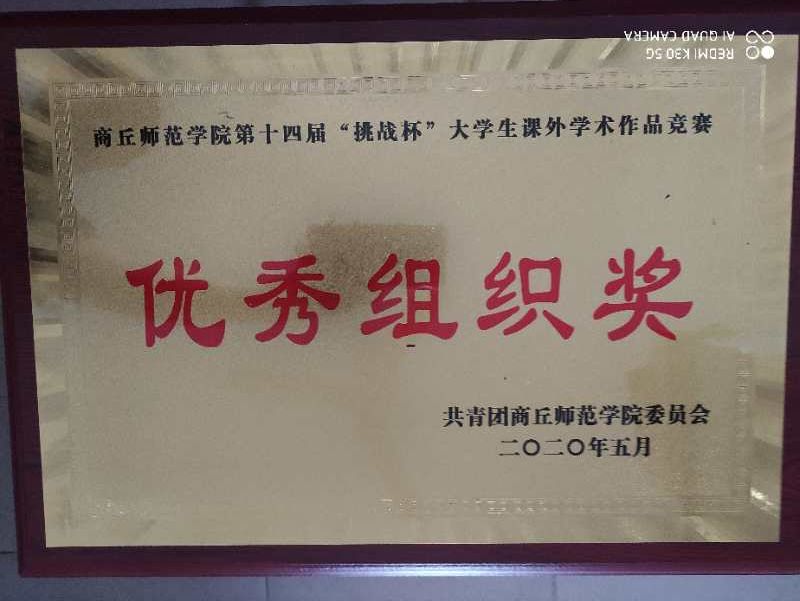 商丘师范学院第十四届“挑战杯”大学生课外学术作品竞赛
优秀组织奖
共青团商丘师范学院委员会
二〇二〇年五月
REDMI K30 5G
AI QUAD CAMERA